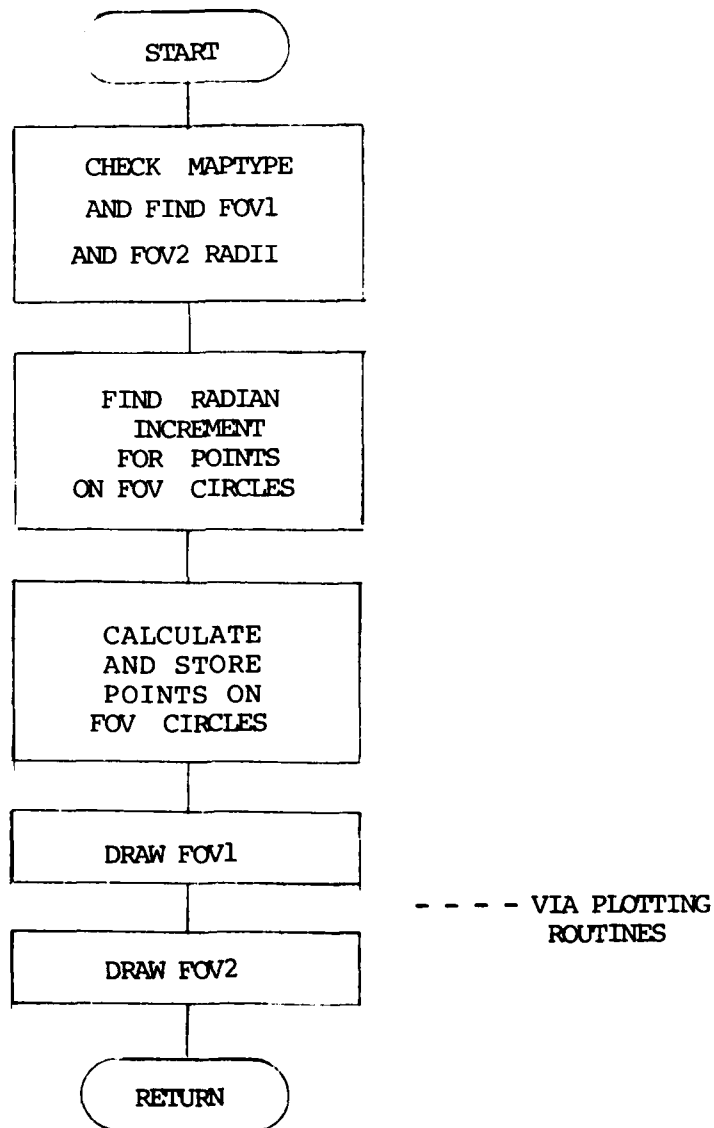 START
CHECK MAPTYPE
AND FIND FOV1
AND FOV2 RADII
FIND RADIAN
INCREMENT
FOR POINTS
ON FOV CIRCLES
CALCULATE
AND STORE
POINTS ON
FOV CIRCLES
DRAW FOV1
- - - - VIA PLOTTING
ROUTINES
DRAW FOV2
RETURN